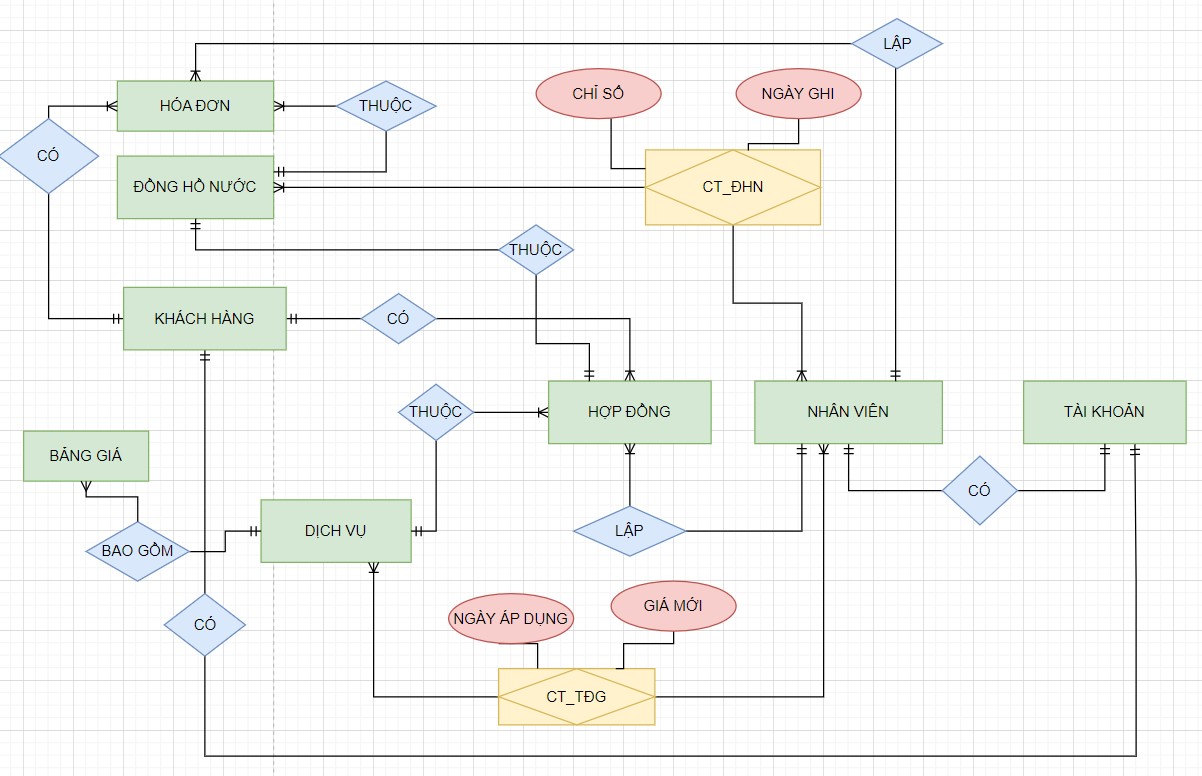 LẬP
HÓA ĐƠN
THUỘC
CHỈ SỐ
NGÀY GHI
CÓ
ĐỒNG HỒ NƯỚC
CT_ĐHN
THUỘC
KHÁCH HÀNG
CÓ
THUỘC
HỢP ĐỒNG
NHÂN VIÊN
TÀI KHOẢN
BẢNG GIÁ
CÓ
DỊCH VỤ
LẬP
BAO GỒM
CÓ
NGÀY ÁP DỤNG
GIÁ MỚI
CT_TĐG